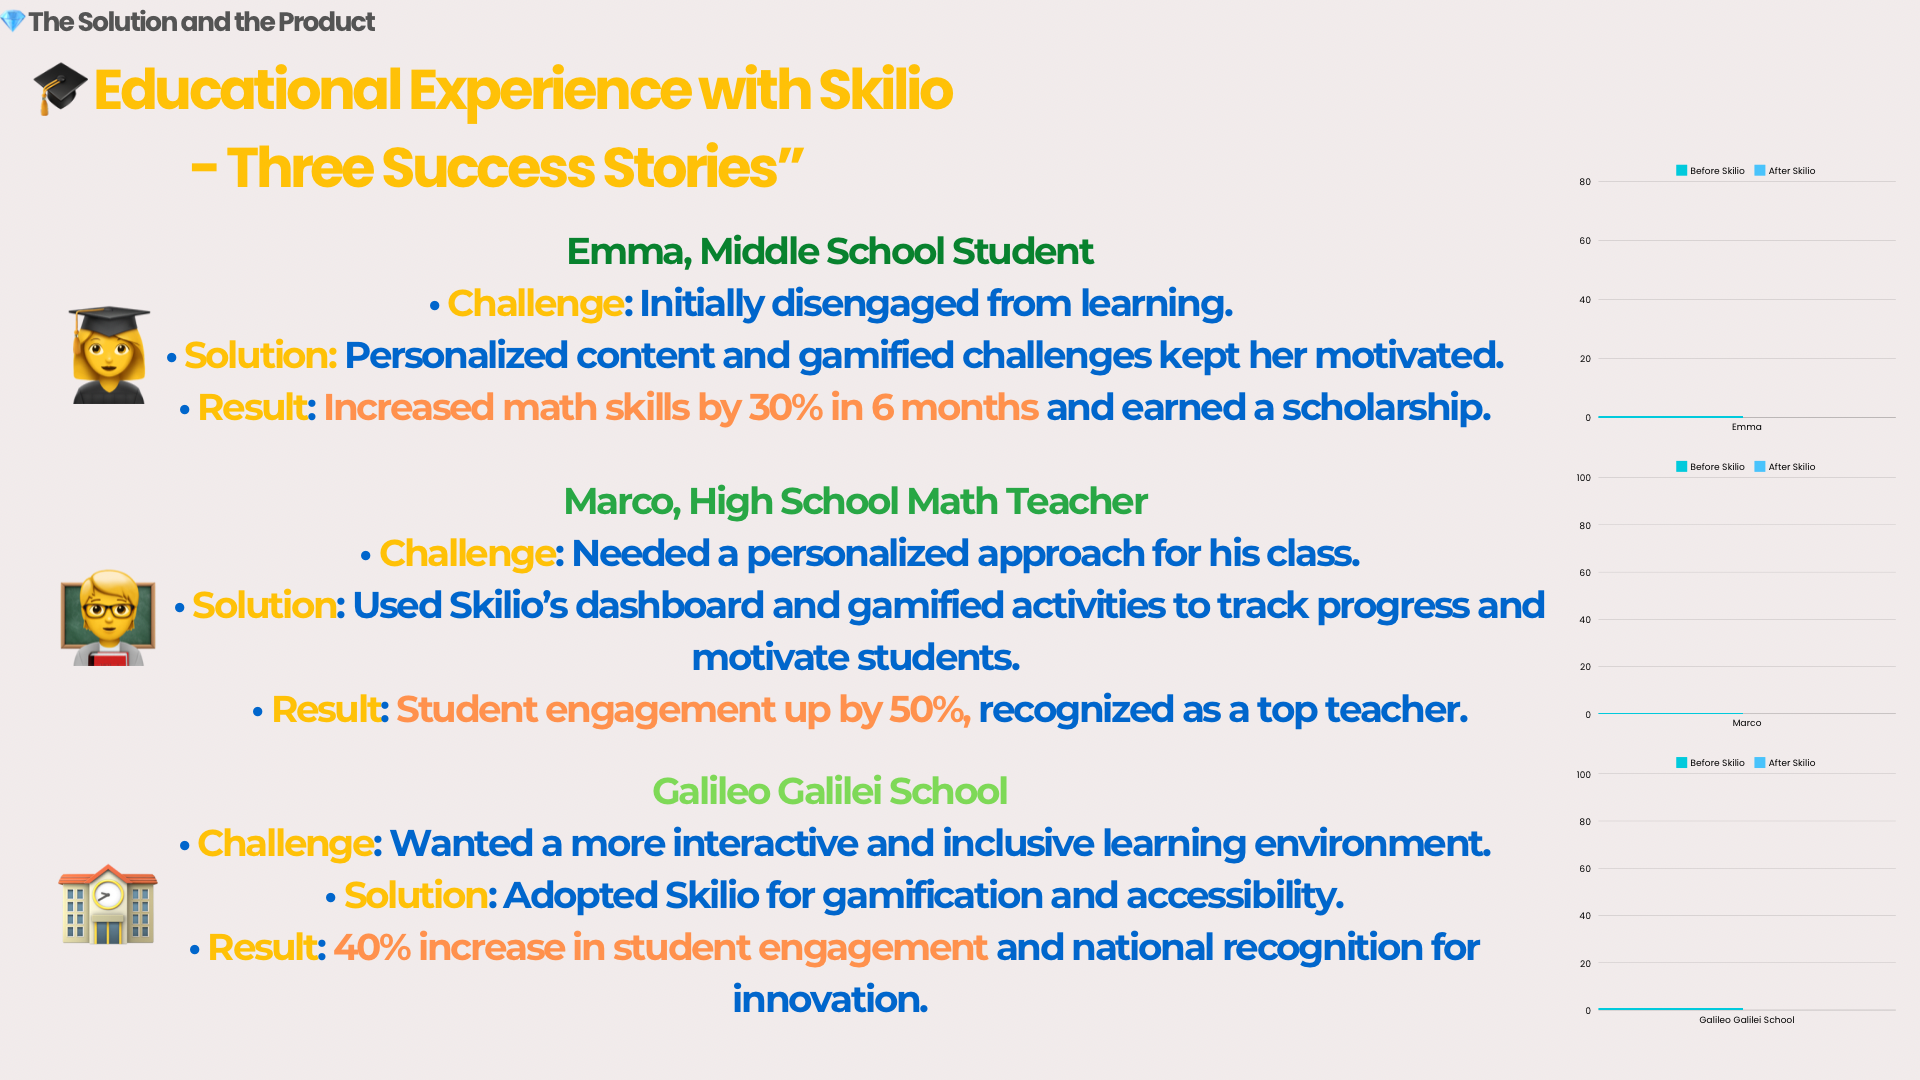 💎The Solution and the Product
🎓Educational Experience with Skilio
- Three Success Stories”
Emma, Middle School Student
• Challenge: Initially disengaged from learning.
• Solution: Personalized content and gamified challenges kept her motivated.
• Result: Increased math skills by 30% in 6 months and earned a scholarship.
Marco, High School Math Teacher
• Challenge: Needed a personalized approach for his class.
• Solution: Used Skilio’s dashboard and gamified activities to track progress and
motivate students.
• Result: Student engagement up by 50%, recognized as a top teacher.
Galileo Galilei School
• Challenge: Wanted a more interactive and inclusive learning environment.
• Solution: Adopted Skilio for gamification and accessibility.
• Result: 40% increase in student engagement and national recognition for
innovation.
Before Skilio After Skilio
80
60
40
20
0
Emma
Before Skilio After Skilio
100
80
60
40
20
0
Marco
Before Skilio After Skilio
100
80
60
40
20
0
Galileo Galilei School